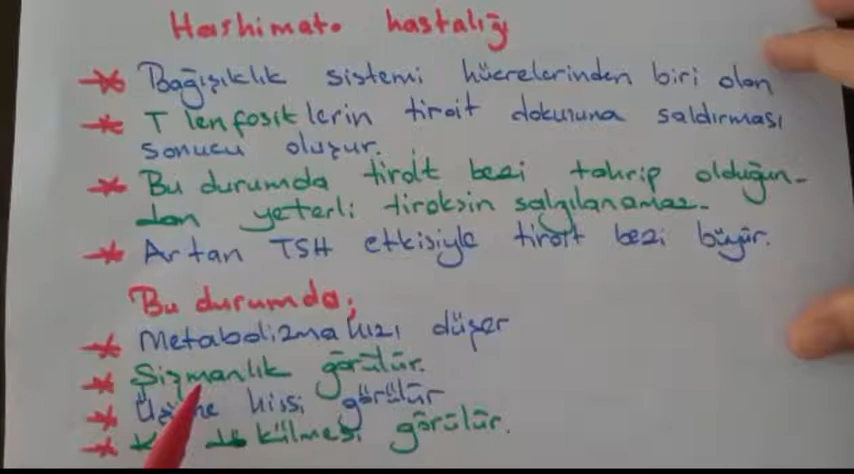 Hashimato hastalığı
* Bağışıklık sistemi hücrelerinden biri olan
* T lenfositlerin tiroit dokusuna saldırması
sonucu oluşur.
* Bu durumda tiroit bezi tahrip olduğun-
dan yeterli tiroksin salgılanamaz.
* Artan TSH etkisiyle tiroit bezi büyür.
Bu durumda;
* Metabolizma hızı düşer
* Şişmanlık görülür.
* hissi görülür
* görülür.